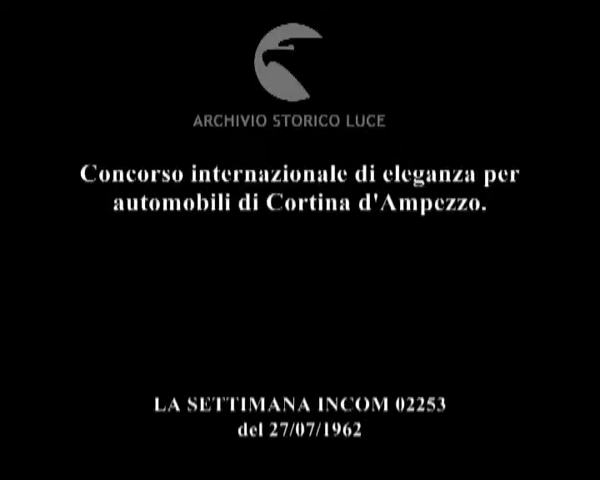 ARCHIVIO STORICO LUCE
Concorso internazionale di eleganza per
automobili di Cortina d'Ampezzo.
LA SETTIMANA INCOM 02253
del 27/07/1962